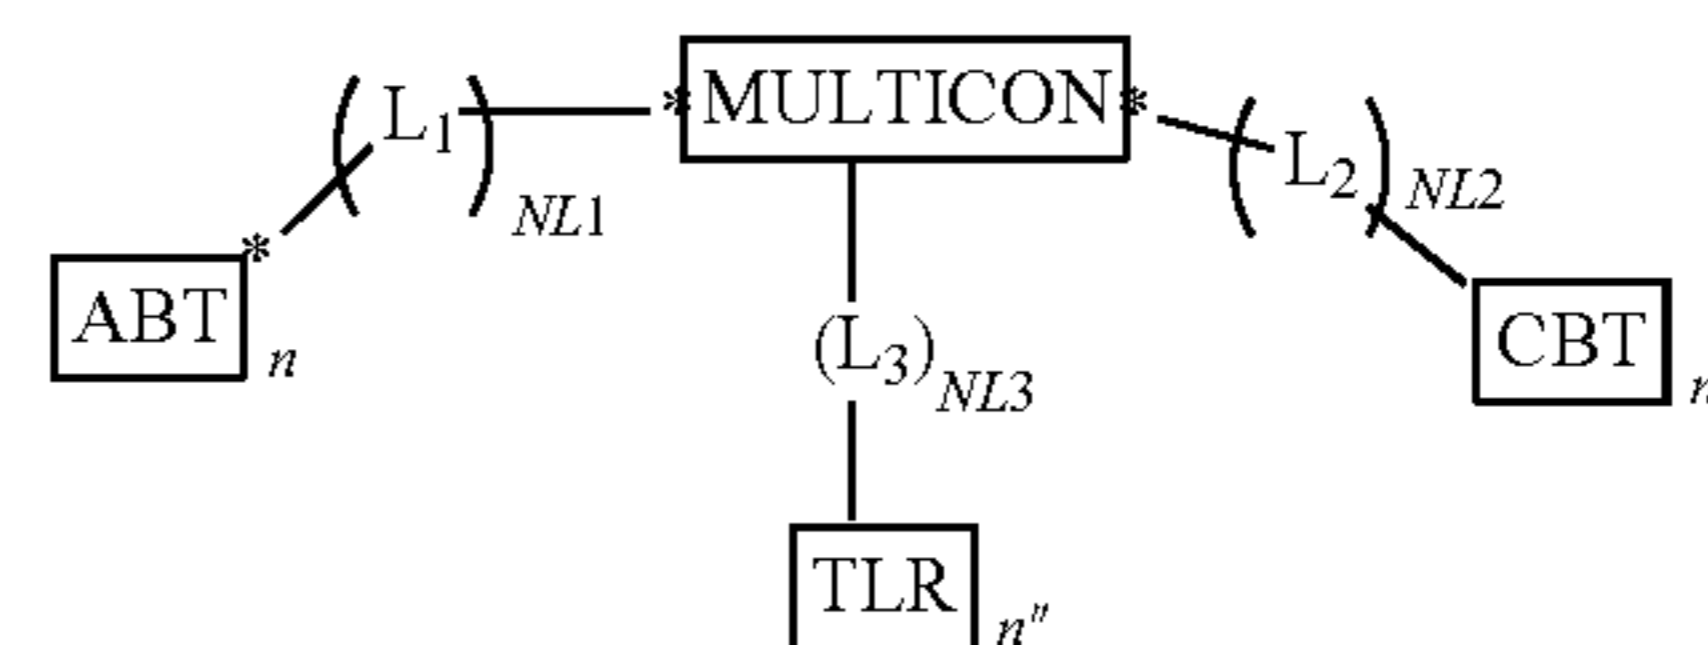 (L1)NL1 *MULTICON* (L2)NL2
ABT*n (L3)NL3 CBT
TLR n"